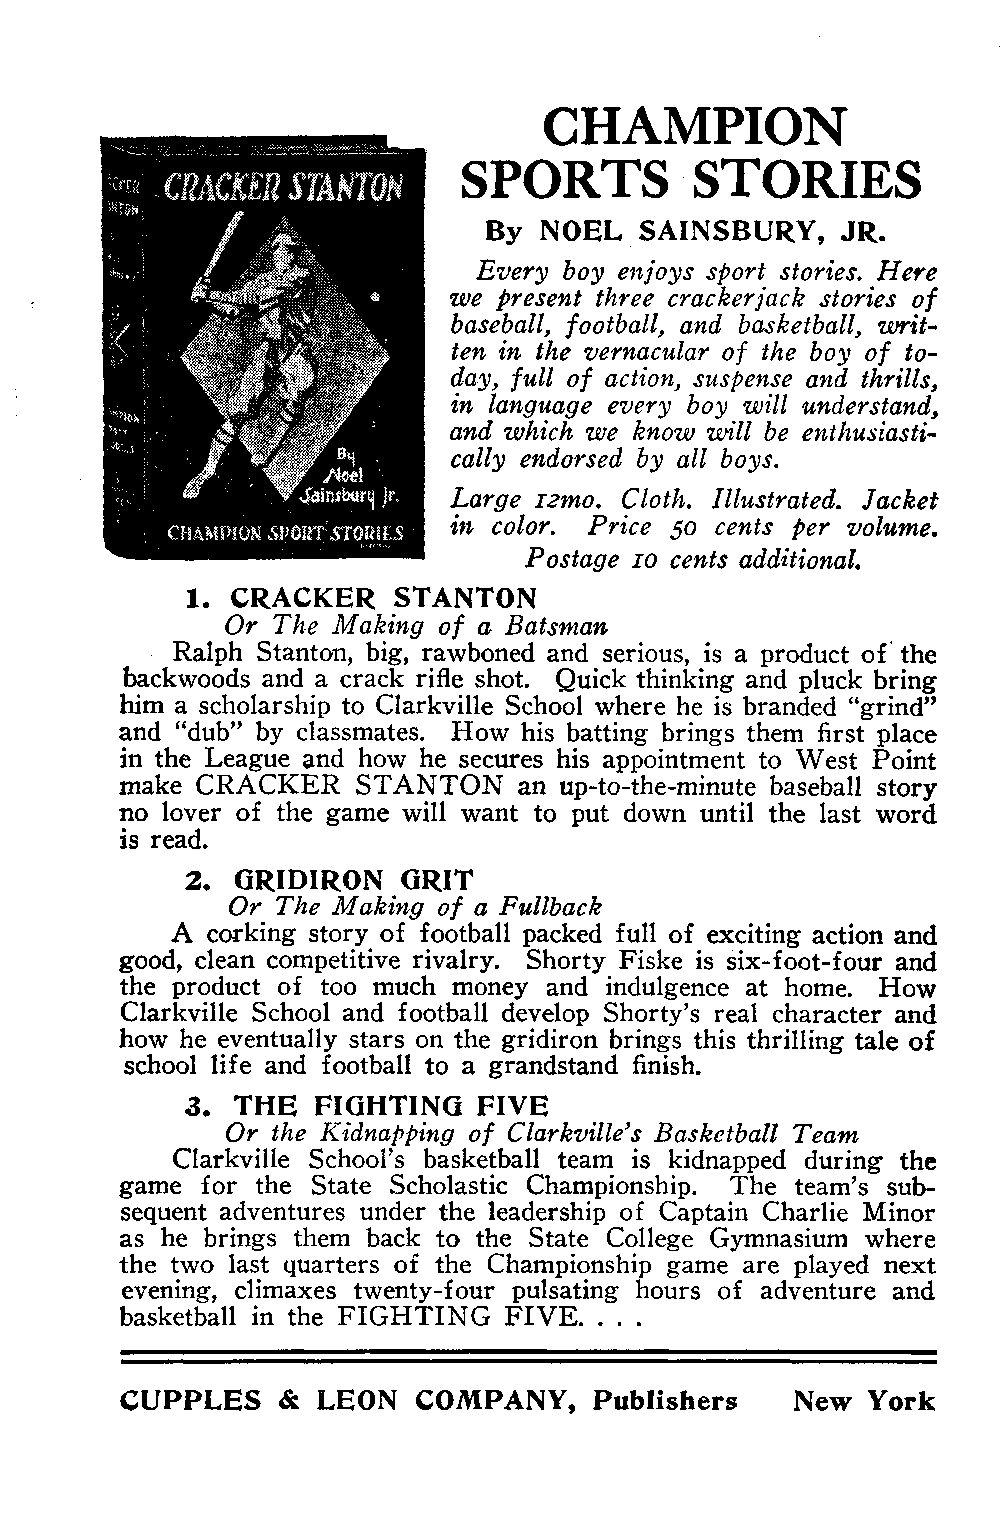 CHAMPION
SPORTS STORIES
By NOEL SAINSBURY, JR.
CRACKER STANTON
By
Noel
Sainsbury Jr.
CHAMPION SPORT STORIES
Every boy enjoys sport stories. Here
we present three crackerjack stories of
baseball, football, and basketball, writ-
ten in the vernacular of the boy of to-
day, full of action, suspense and thrills,
in language every boy will understand,
and which we know will be enthusiasti-
cally endorsed by all boys.
Large 12mo. Cloth. Illustrated. Jacket
in color. Price 50 cents per volume.
Postage 10 cents additional.
1. CRACKER STANTON
Or The Making of a Batsman
Ralph Stanton, big, rawboned and serious, is a product of the
backwoods and a crack rifle shot. Quick thinking and pluck bring
him a scholarship to Clarkville School where he is branded "grind"
and "dub" by classmates. How his batting brings them first place
in the League and how he secures his appointment to West Point
make CRACKER STANTON an up-to-the-minute baseball story
no lover of the game will want to put down until the last word
is read.
2. GRIDIRON GRIT
Or The Making of a Fullback
A corking story of football packed full of exciting action and
good, clean competitive rivalry. Shorty Fiske is six-foot-four and
the product of too much money and indulgence at home. How
Clarkville School and football develop Shorty's real character and
how he eventually stars on the gridiron brings this thrilling tale of
school life and football to a grandstand finish.
3. THE FIGHTING FIVE
Or the Kidnapping of Clarkville's Basketball Team
Clarkville School's basketball team is kidnapped during the
game for the State Scholastic Championship. The team's sub-
sequent adventures under the leadership of Captain Charlie Minor
as he brings them back to the State College Gymnasium where
the two last quarters of the Championship game are played next
evening, climaxes twenty-four pulsating hours of adventure and
basketball in the FIGHTING FIVE. . . .
CUPPLES & LEON COMPANY, Publishers New York